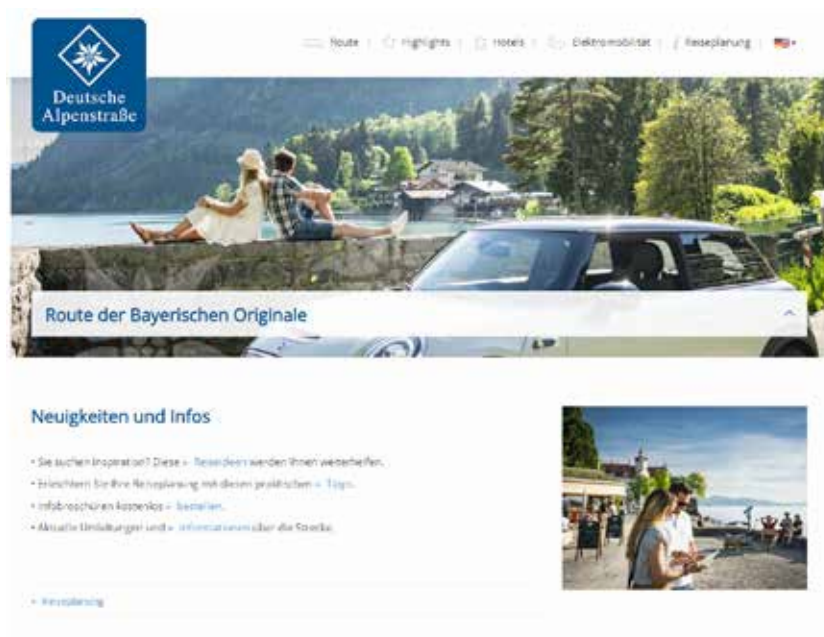 Deutsche
Alpenstraße
Route
Highlights
Hotels
Elektromobilität
Reiseplanung
Route der Bayerischen Originale
Neuigkeiten und Infos
• Sie suchen Inspiration? Diese » Reiseideen werden Ihnen weiterhelfen.
• Erleichtern Sie Ihre Reiseplanung mit diesen praktischen » Tipps.
• Infobroschüren kostenlos » bestellen.
• Aktuelle Umleitungen und » Informationen über die Strecke.
» Reiseplanung